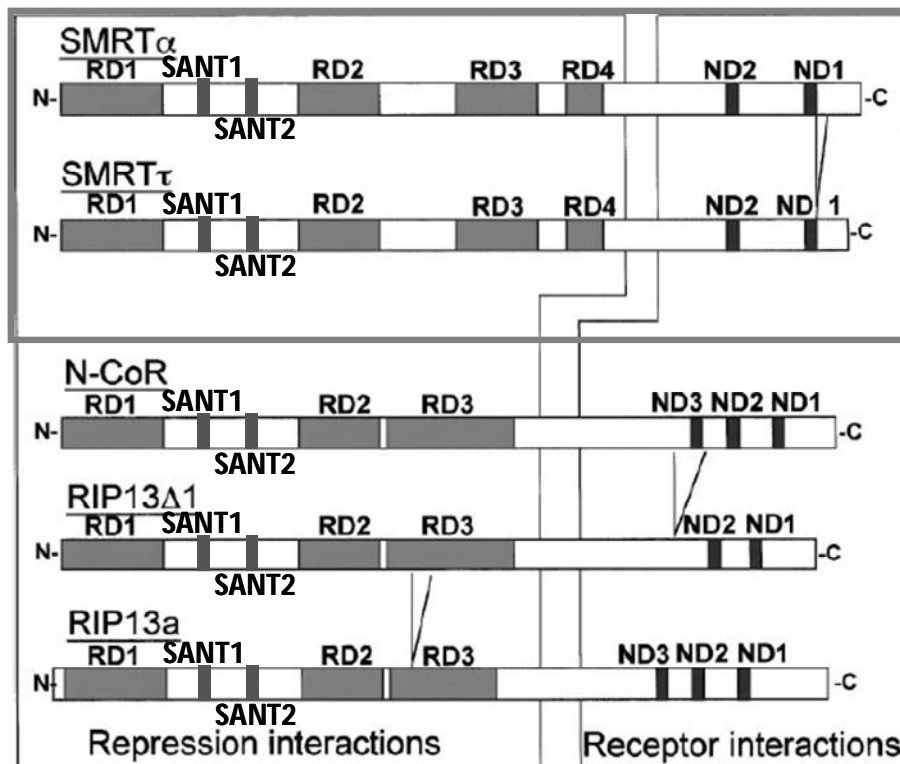 SMRTα
RD1 SANT1 RD2 RD3 RD4 ND2 ND1
N- -C
SANT2
SMRTτ
RD1 SANT1 RD2 RD3 RD4 ND2 ND 1
N- -C
SANT2
N-CoR
RD1 SANT1 RD2 RD3 ND3 ND2 ND1
N- -C
SANT2
RIP13Δ1
RD1 SANT1 RD2 RD3 ND2 ND1
N- -C
SANT2
RIP13a
RD1 SANT1 RD2 RD3 ND3 ND2 ND1
N- -C
SANT2
Repression interactions Receptor interactions